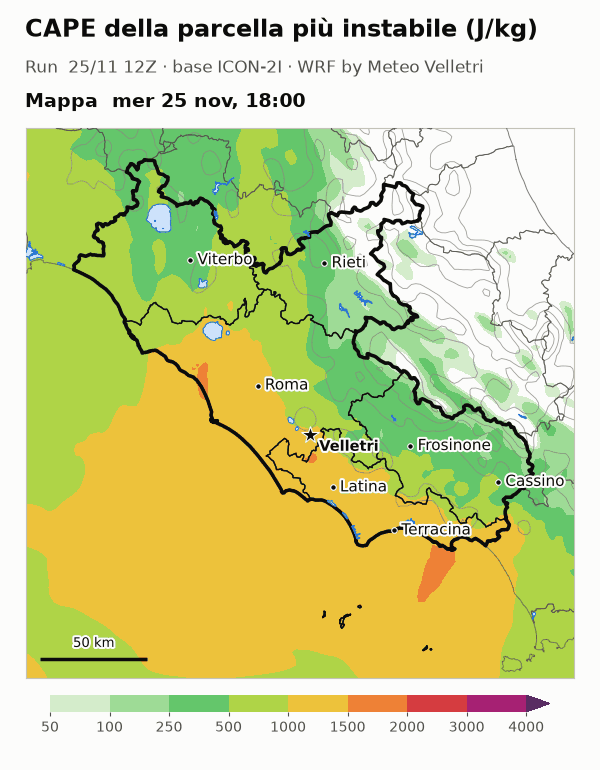 CAPE della parcella più instabile (J/kg)
Run  25/11 12Z · base ICON-2I · WRF by Meteo Velletri
Mappa  mer 25 nov, 18:00
Viterbo
Rieti
Roma
Velletri
Frosinone
Latina
Cassino
Terracina
50 km
50 100 250 500 1000 1500 2000 3000 4000